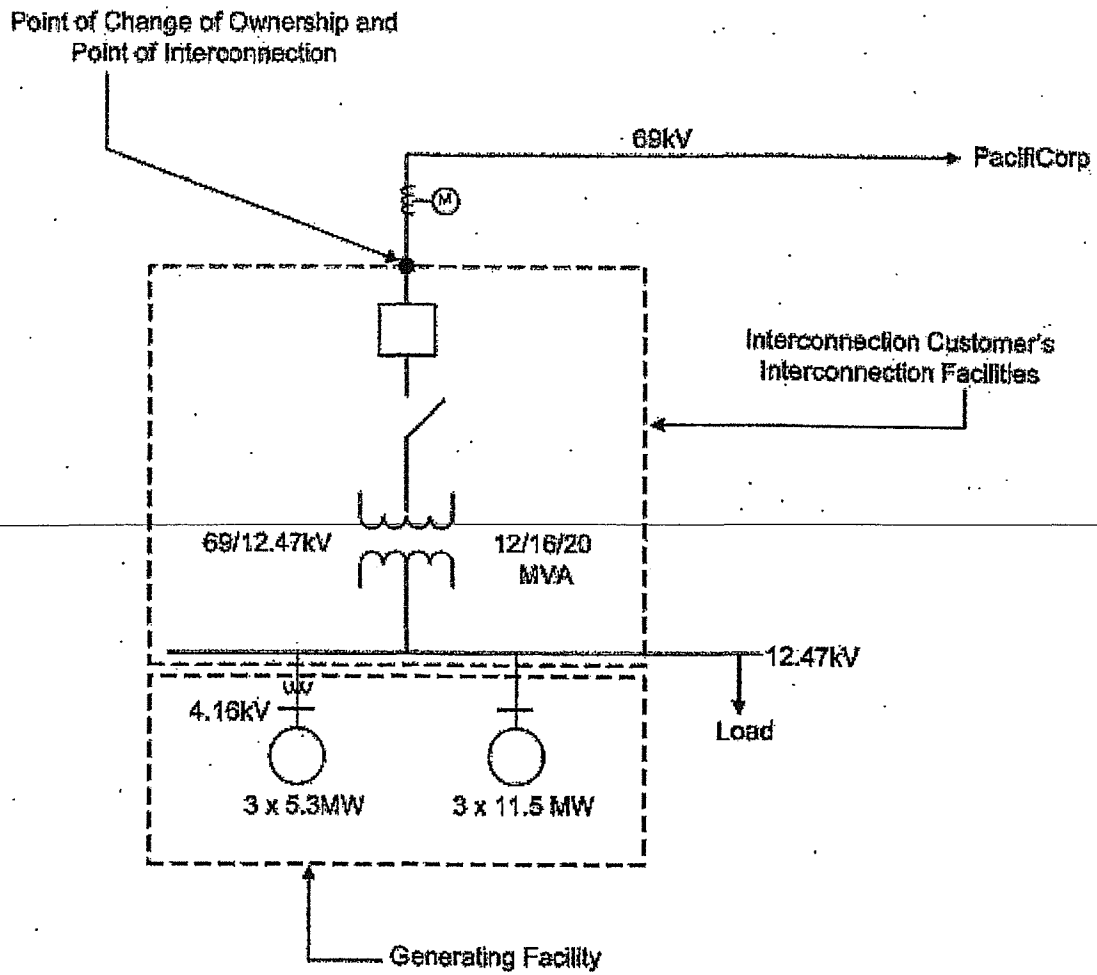 Point of Change of Ownership and
Point of Interconnection
69kV
PacifiCorp
M
Interconnection Customer's
Interconnection Facilities
69/12.47kV
12/16/20
MVA
12.47kV
4.16kV
Load
3 x 5.3MW
3 x 11.5 MW
Generating Facility